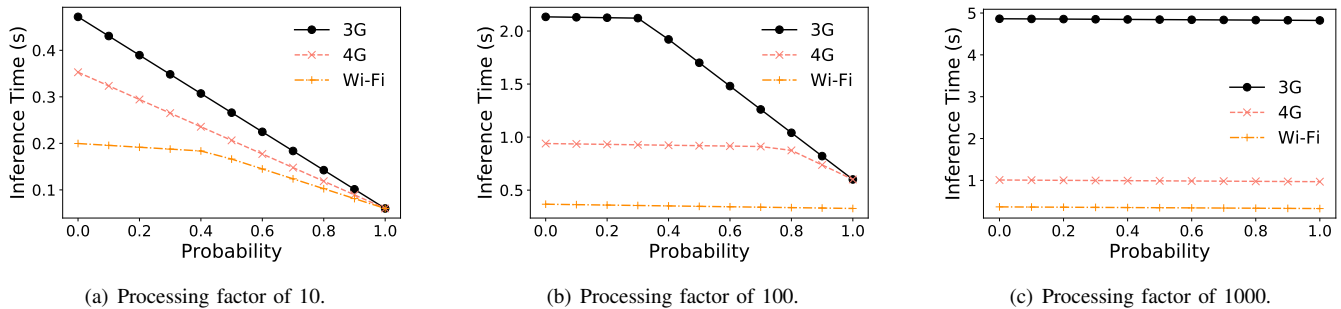 Inference Time (s)
0.4
0.3
0.2
0.1
0.0 0.2 0.4 0.6 0.8 1.0
Probability
3G
4G
Wi-Fi
(a) Processing factor of 10.
Inference Time (s)
2.0
1.5
1.0
0.5
0.0 0.2 0.4 0.6 0.8 1.0
Probability
3G
4G
Wi-Fi
(b) Processing factor of 100.
Inference Time (s)
5
4
3
2
1
0.0 0.2 0.4 0.6 0.8 1.0
Probability
3G
4G
Wi-Fi
(c) Processing factor of 1000.